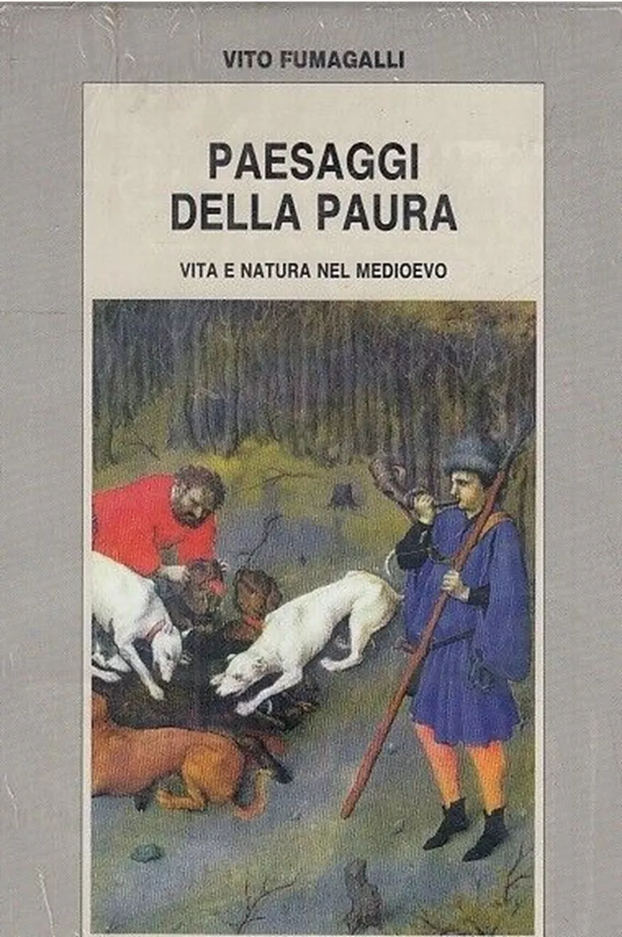 VITO FUMAGALLI
PAESAGGI
DELLA PAURA
VITA E NATURA NEL MEDIOEVO